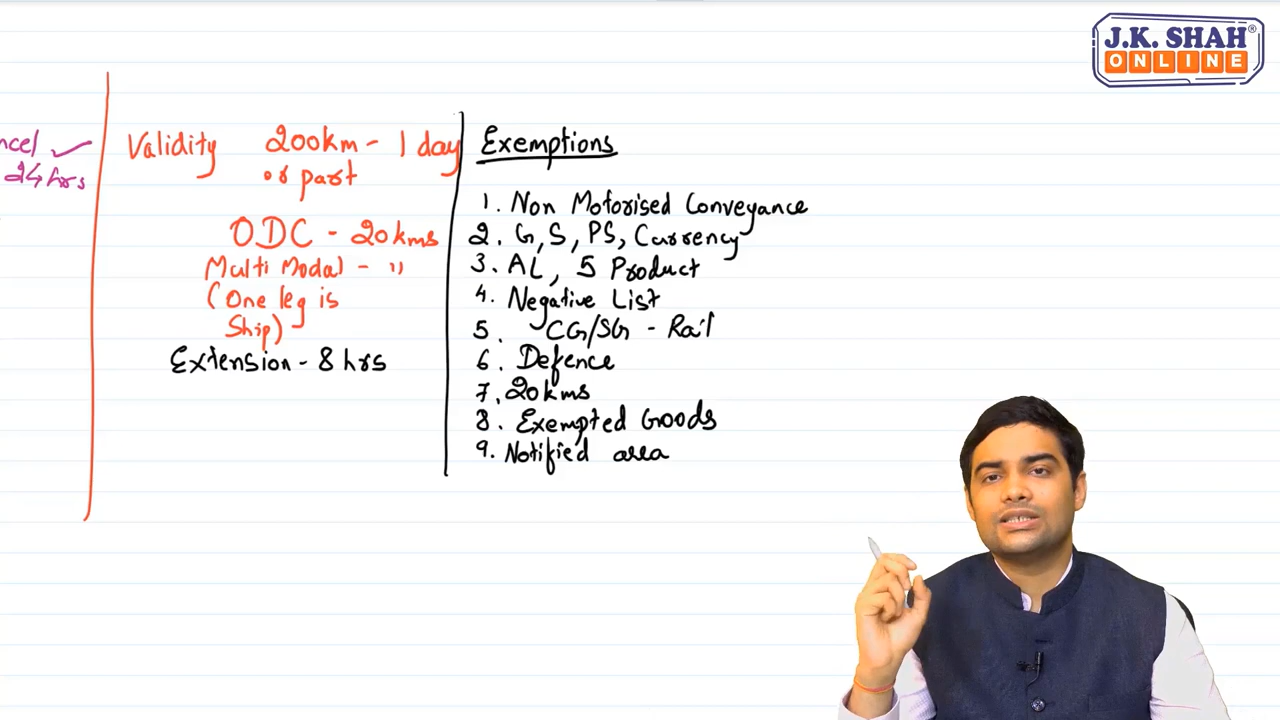 J.K. SHAH®
ONLINE
ncel ✓
24 hrs
Validity 200km - 1 day
or part
ODC - 20kms
Multi Modal - "
(One leg is
Ship)
Extension - 8 hrs
Exemptions
1. Non Motorised Conveyance
2. G, S, PS, Currency
3. AL, 5 Product
4. Negative List
5. CG/SG - Rail
6. Defence
7. 20kms
8. Exempted Goods
9. Notified area